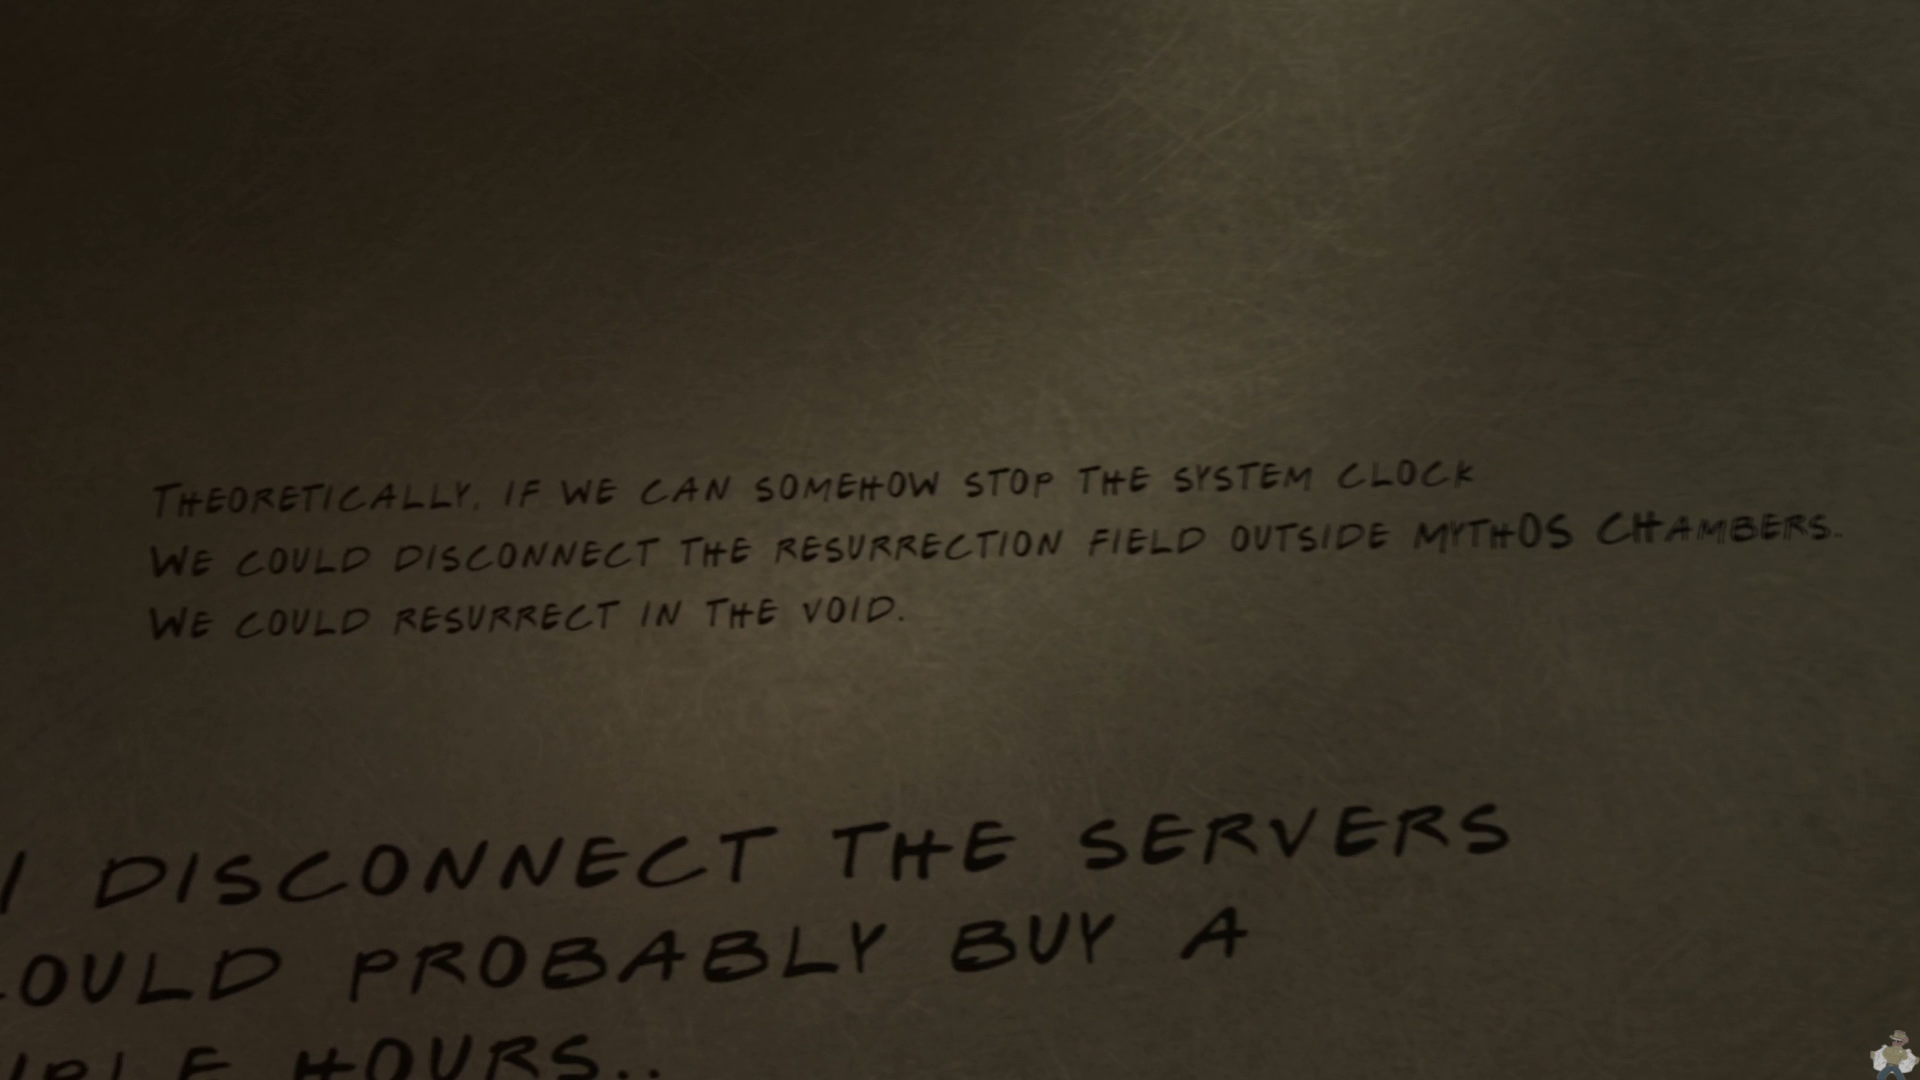 THEORETICALLY, IF WE CAN SOMEHOW STOP THE SYSTEM CLOCK
WE COULD DISCONNECT THE RESURRECTION FIELD OUTSIDE MYTHOS CHAMBERS.
WE COULD RESURRECT IN THE VOID.
I DISCONNECT THE SERVERS
PROBABLY BUY A
HOURS..